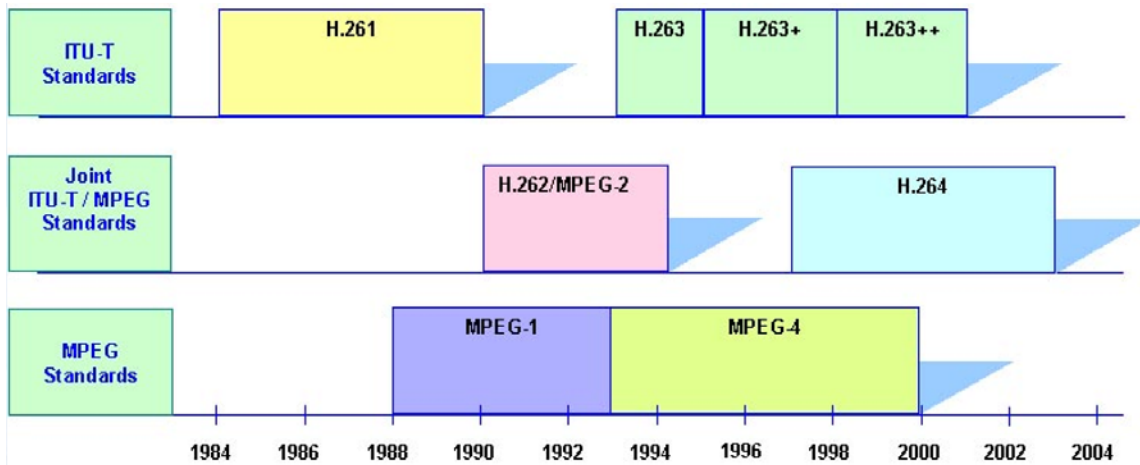 ITU-T
Standards
H.261
H.263
H.263+
H.263++
Joint
ITU-T / MPEG
Standards
H.262/MPEG-2
H.264
MPEG
Standards
MPEG-1
MPEG-4
1984 1986 1988 1990 1992 1994 1996 1998 2000 2002 2004